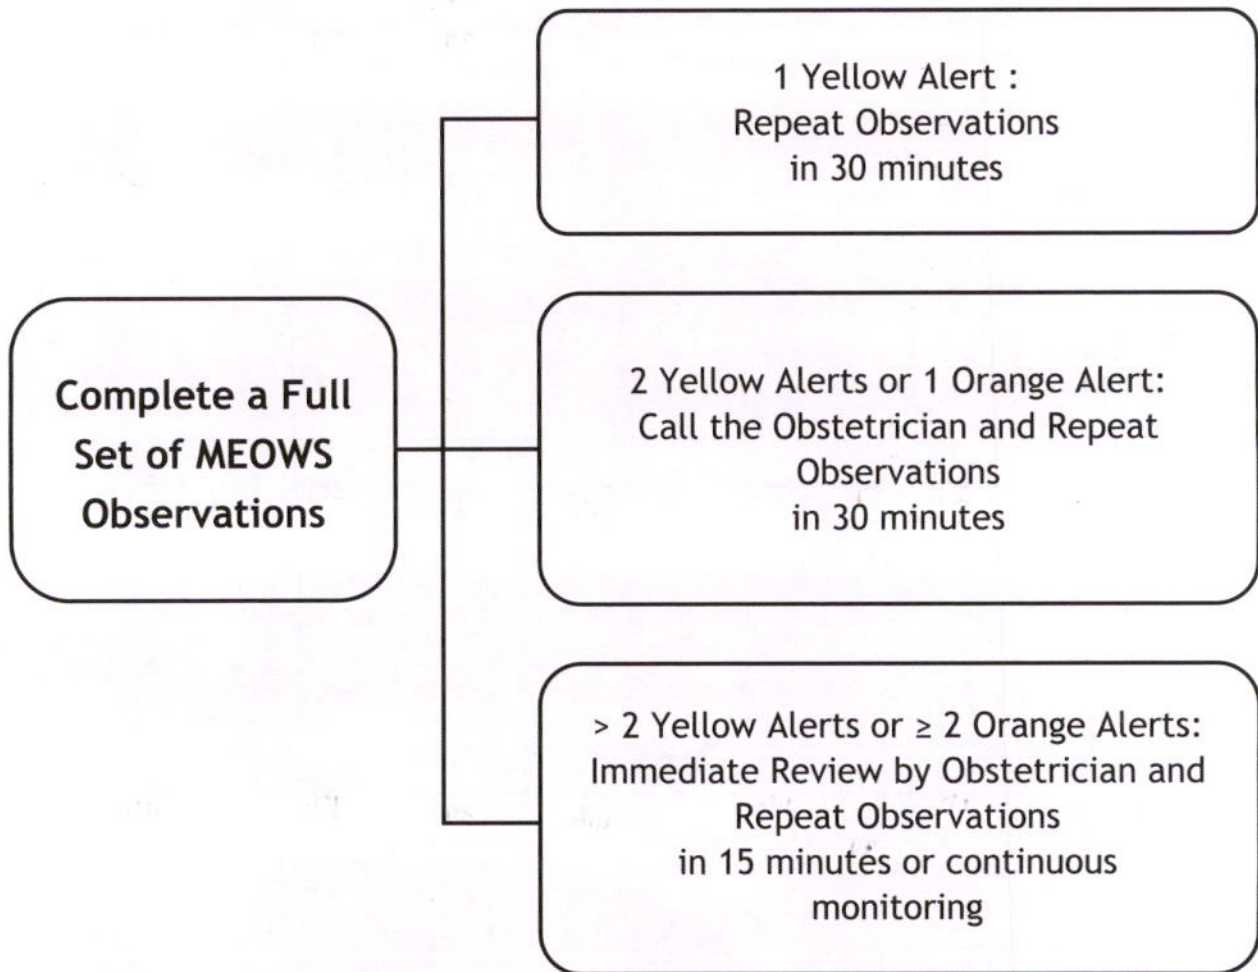 1 Yellow Alert :
Repeat Observations
in 30 minutes
Complete a Full
Set of MEOWS
Observations
2 Yellow Alerts or 1 Orange Alert:
Call the Obstetrician and Repeat
Observations
in 30 minutes
> 2 Yellow Alerts or ≥ 2 Orange Alerts:
Immediate Review by Obstetrician and
Repeat Observations
in 15 minutes or continuous
monitoring